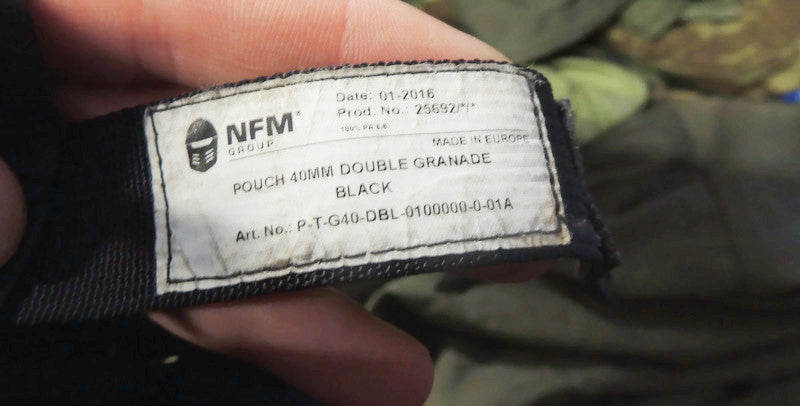 Date: 01-2016
Prod. No.: 25692/*/*
NFM®
GROUP
100% PA 6.6
MADE IN EUROPE
POUCH 40MM DOUBLE GRANADE
BLACK
Art. No.: P-T-G40-DBL-0100000-0-01A